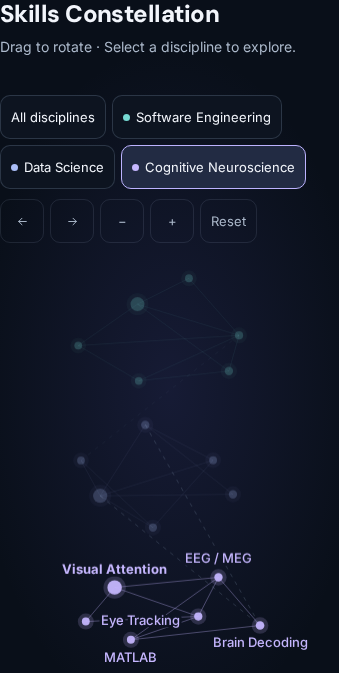 Skills Constellation
Drag to rotate · Select a discipline to explore.
All disciplines
Software Engineering
Data Science
Cognitive Neuroscience
← → − + Reset
EEG / MEG
Visual Attention
Eye Tracking
Brain Decoding
MATLAB